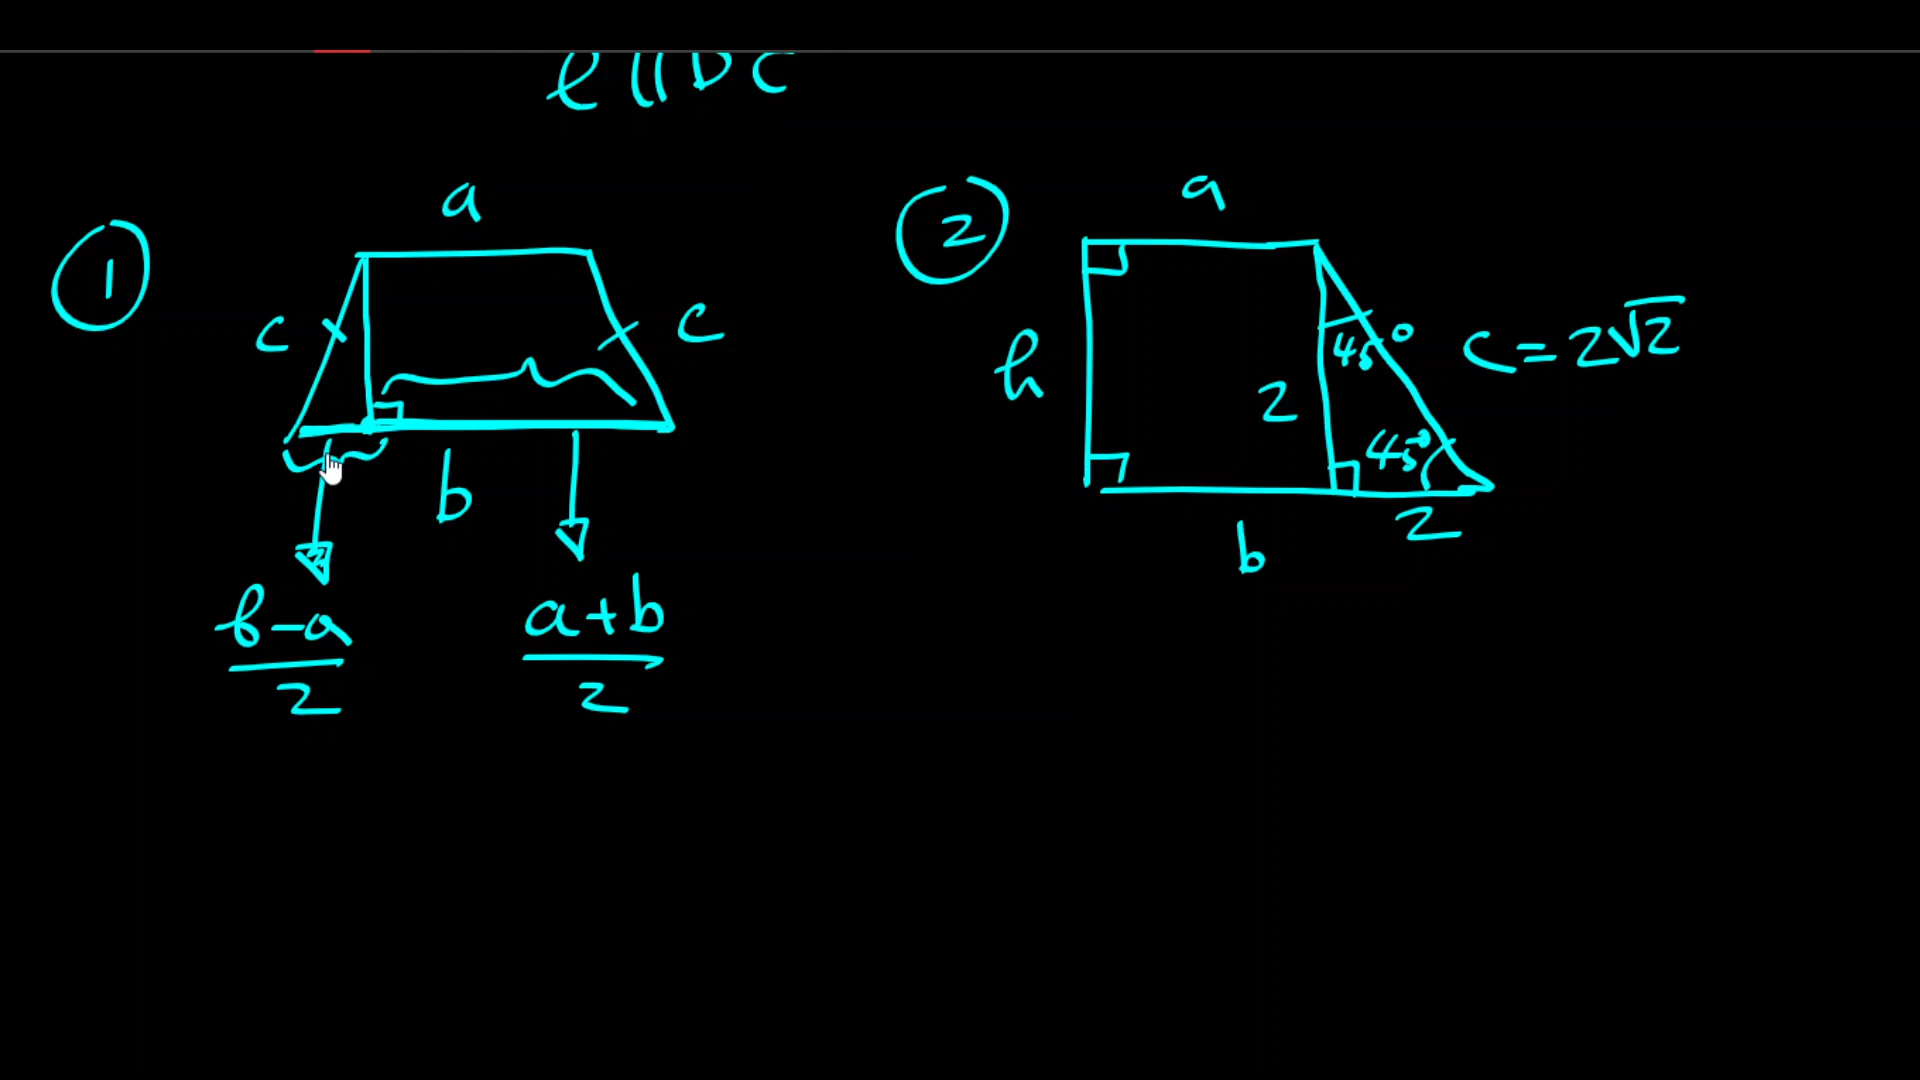 ℓ || DC
① a
c c
b
b-a/2 a+b/2
② a
h 2 45° 45° c=2√2
b 2